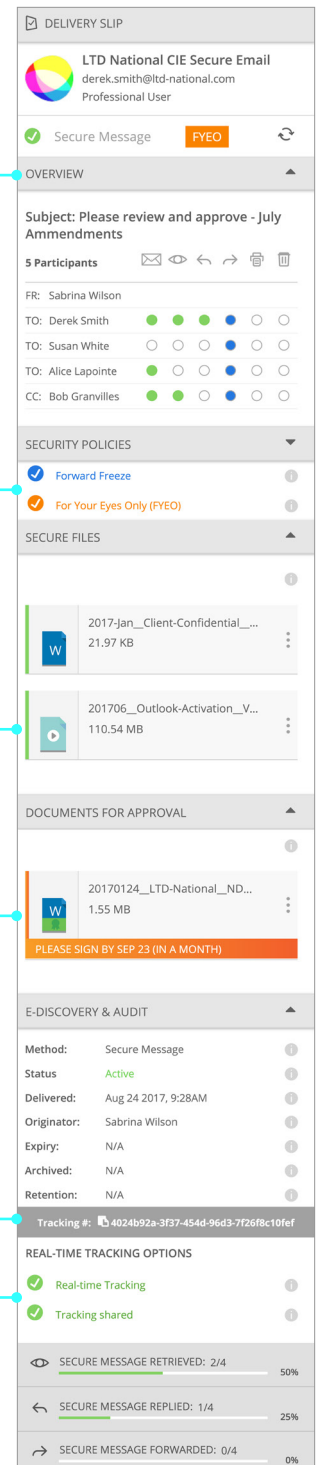 DELIVERY SLIP
LTD National CIE Secure Email
derek.smith@ltd-national.com
Professional User
Secure Message FYEO
OVERVIEW
Subject: Please review and approve - July
Ammendments
5 Participants
FR: Sabrina Wilson
TO: Derek Smith
TO: Susan White
TO: Alice Lapointe
CC: Bob Granvilles
SECURITY POLICIES
Forward Freeze
For Your Eyes Only (FYEO)
SECURE FILES
2017-Jan__Client-Confidential__...
W 21.97 KB
201706__Outlook-Activation__V...
110.54 MB
DOCUMENTS FOR APPROVAL
20170124__LTD-National__ND...
W 1.55 MB
PLEASE SIGN BY SEP 23 (IN A MONTH)
E-DISCOVERY & AUDIT
Method: Secure Message
Status Active
Delivered: Aug 24 2017, 9:28AM
Originator: Sabrina Wilson
Expiry: N/A
Archived: N/A
Retention: N/A
Tracking #: 4024b92a-3f37-454d-96d3-7f26f8c10fef
REAL-TIME TRACKING OPTIONS
Real-time Tracking
Tracking shared
SECURE MESSAGE RETRIEVED: 2/4
50%
SECURE MESSAGE REPLIED: 1/4
25%
SECURE MESSAGE FORWARDED: 0/4
0%